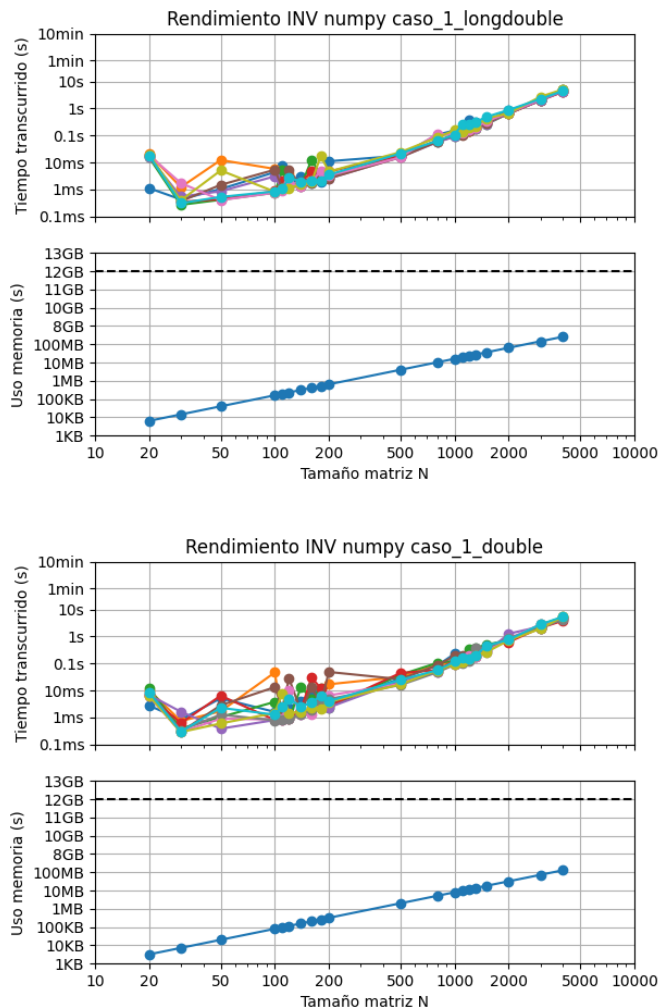 Rendimiento INV numpy caso_1_longdouble
Tiempo transcurrido (s)
10min
1min
10s
1s
0.1s
10ms
1ms
0.1ms
Uso memoria (s)
13GB
12GB
11GB
10GB
8GB
100MB
10MB
1MB
100KB
10KB
1KB
10 20 50 100 200 500 1000 2000 5000 10000
Tamaño matriz N
Rendimiento INV numpy caso_1_double
Tiempo transcurrido (s)
10min
1min
10s
1s
0.1s
10ms
1ms
0.1ms
Uso memoria (s)
13GB
12GB
11GB
10GB
8GB
100MB
10MB
1MB
100KB
10KB
1KB
10 20 50 100 200 500 1000 2000 5000 10000
Tamaño matriz N